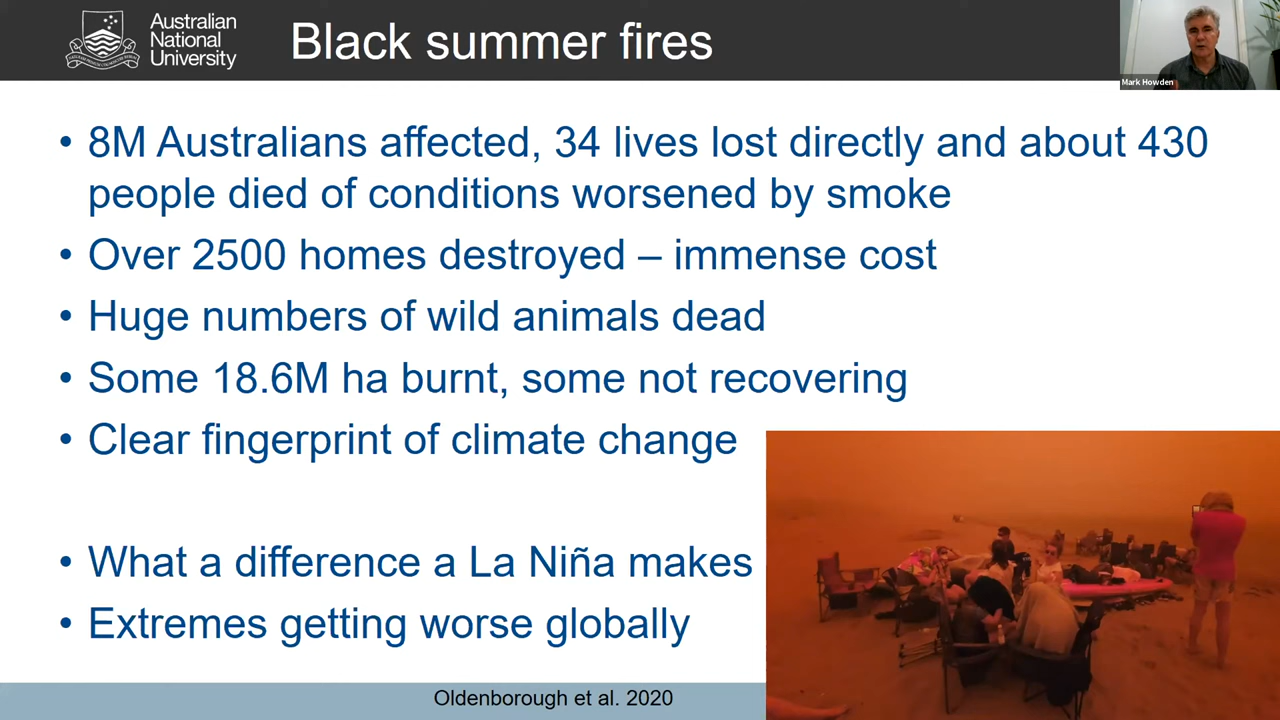 Australian
National
University
Black summer fires
Mark Howden
• 8M Australians affected, 34 lives lost directly and about 430
people died of conditions worsened by smoke
• Over 2500 homes destroyed – immense cost
• Huge numbers of wild animals dead
• Some 18.6M ha burnt, some not recovering
• Clear fingerprint of climate change
• What a difference a La Niña makes
• Extremes getting worse globally
Oldenborough et al. 2020